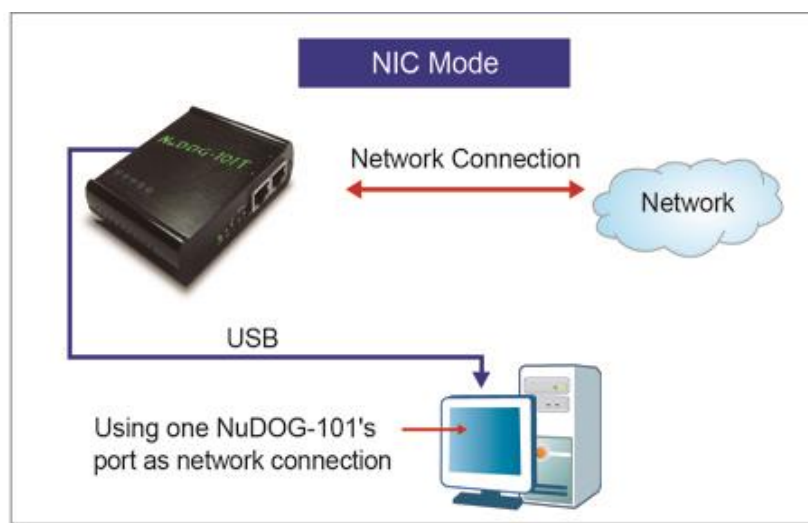 NIC Mode
NuDOG-101T
Network Connection
Network
USB
Using one NuDOG-101's
port as network connection